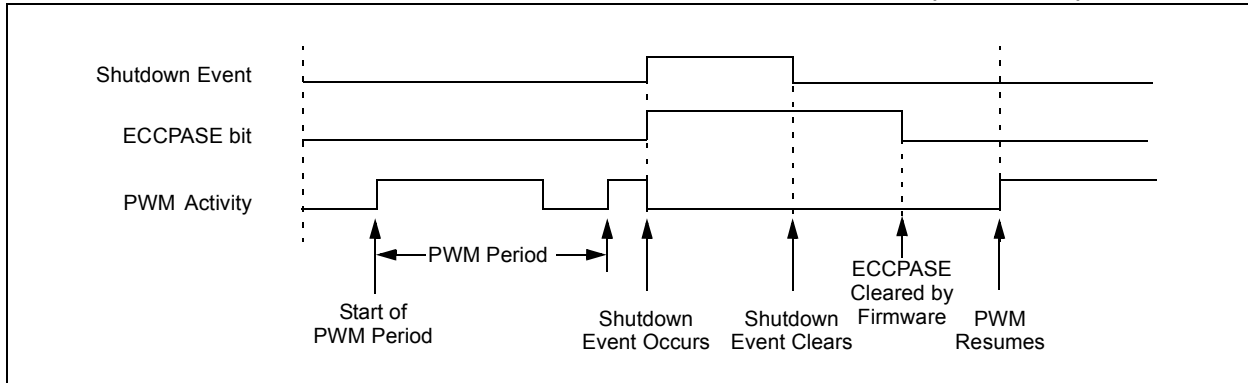 Shutdown Event
ECCPASE bit
PWM Activity
PWM Period
Start of
PWM Period
Shutdown
Event Occurs
Shutdown
Event Clears
ECCPASE
Cleared by
Firmware
PWM
Resumes